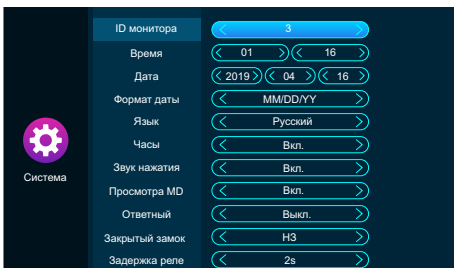 ID монитора 3
Время 01 16
Дата 2019 04 16
Формат даты MM/DD/YY
Язык Русский
Часы Вкл.
Звук нажатия Вкл.
Просмотра MD Вкл.
Ответный Выкл.
Закрытый замок НЗ
Задержка реле 2s
Система